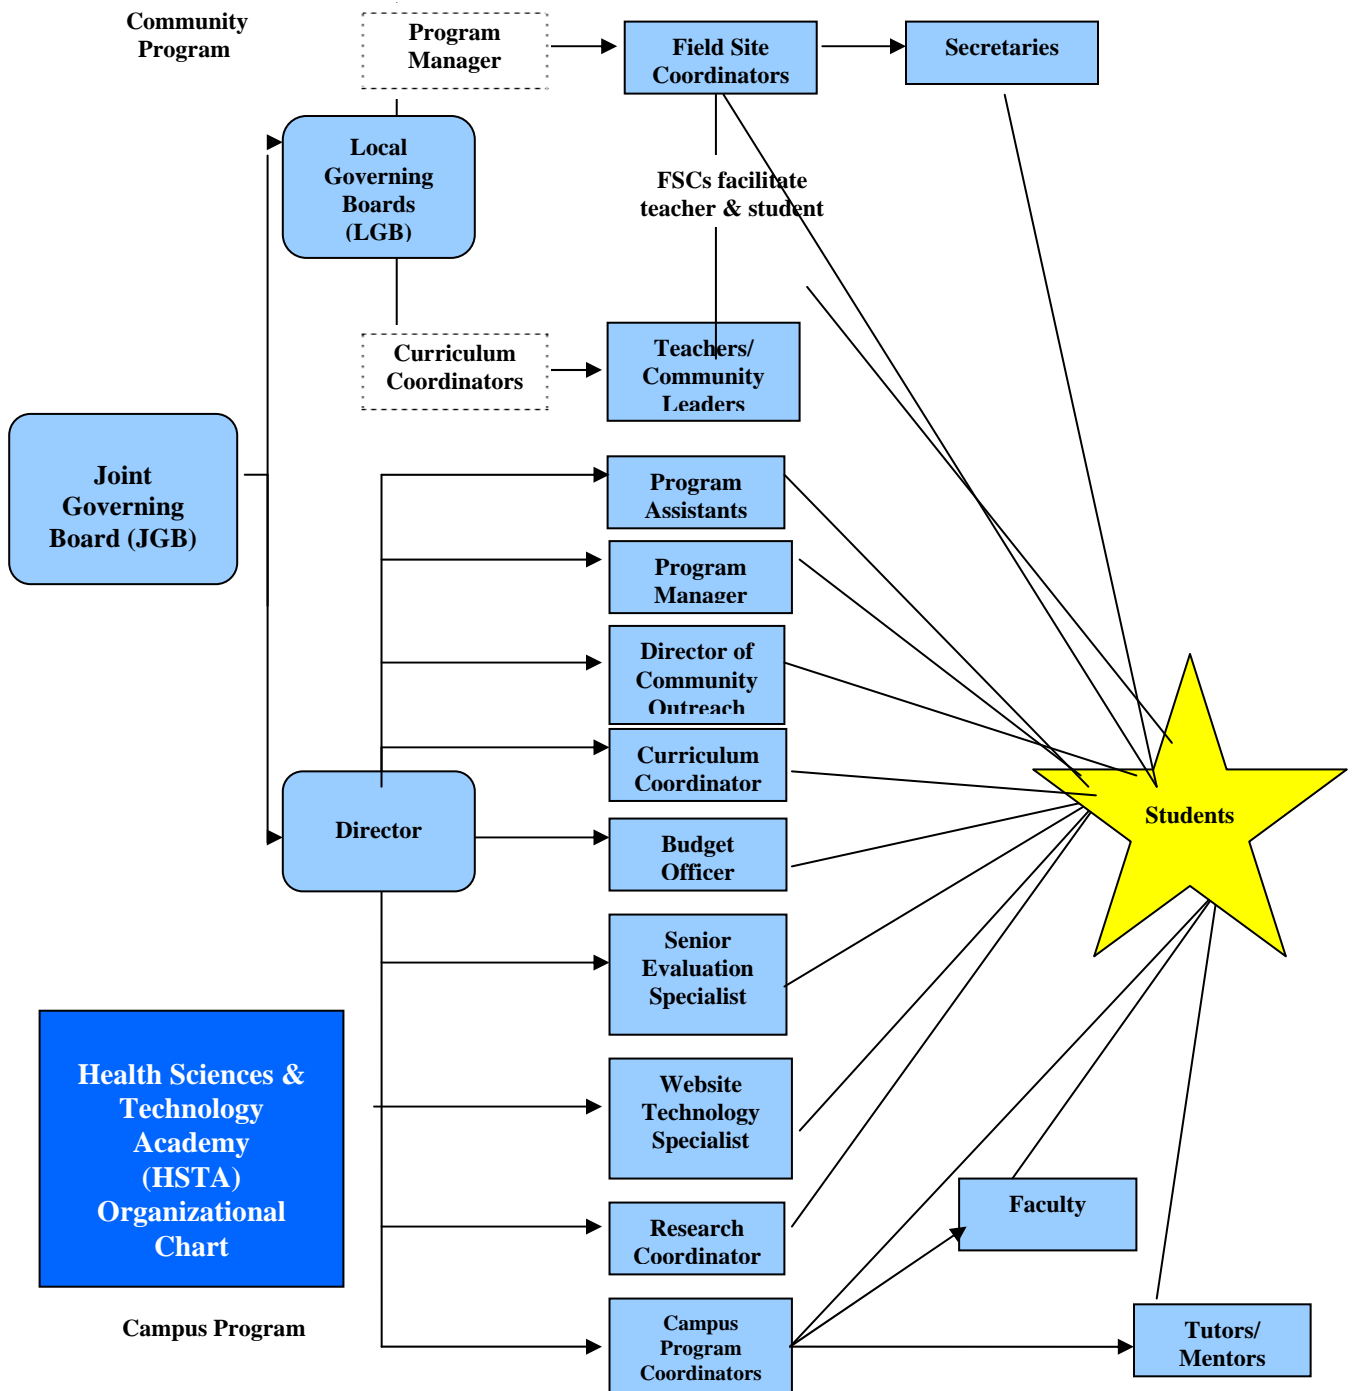 Community
Program
Program
Manager
Field Site
Coordinators
Secretaries
Local
Governing
Boards
(LGB)
FSCs facilitate
teacher & student
Curriculum
Coordinators
Teachers/
Community
Leaders
Joint
Governing
Board (JGB)
Program
Assistants
Program
Manager
Director of
Community
Outreach
Curriculum
Coordinator
Director
Budget
Officer
Students
Senior
Evaluation
Specialist
Health Sciences &
Technology
Academy
(HSTA)
Organizational
Chart
Website
Technology
Specialist
Faculty
Research
Coordinator
Campus Program
Campus
Program
Coordinators
Tutors/
Mentors